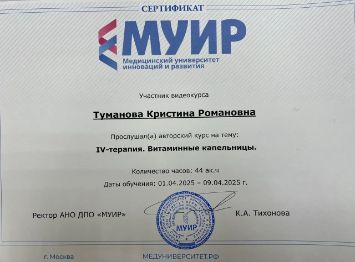 СЕРТИФИКАТ
МУИР
Медицинский университет
инноваций и развития
Участник видеокурса
Туманова Кристина Романовна
Прослушал(а) авторский курс на тему:
IV-терапия. Витаминные капельницы.
Количество часов: 44 ак.ч
Даты обучения: 01.04.2025 – 09.04.2025 г.
Ректор АНО ДПО «МУИР»
МУИР
К.А. Тихонова
г. Москва
МЕДУНИВЕРСИТЕТ.РФ